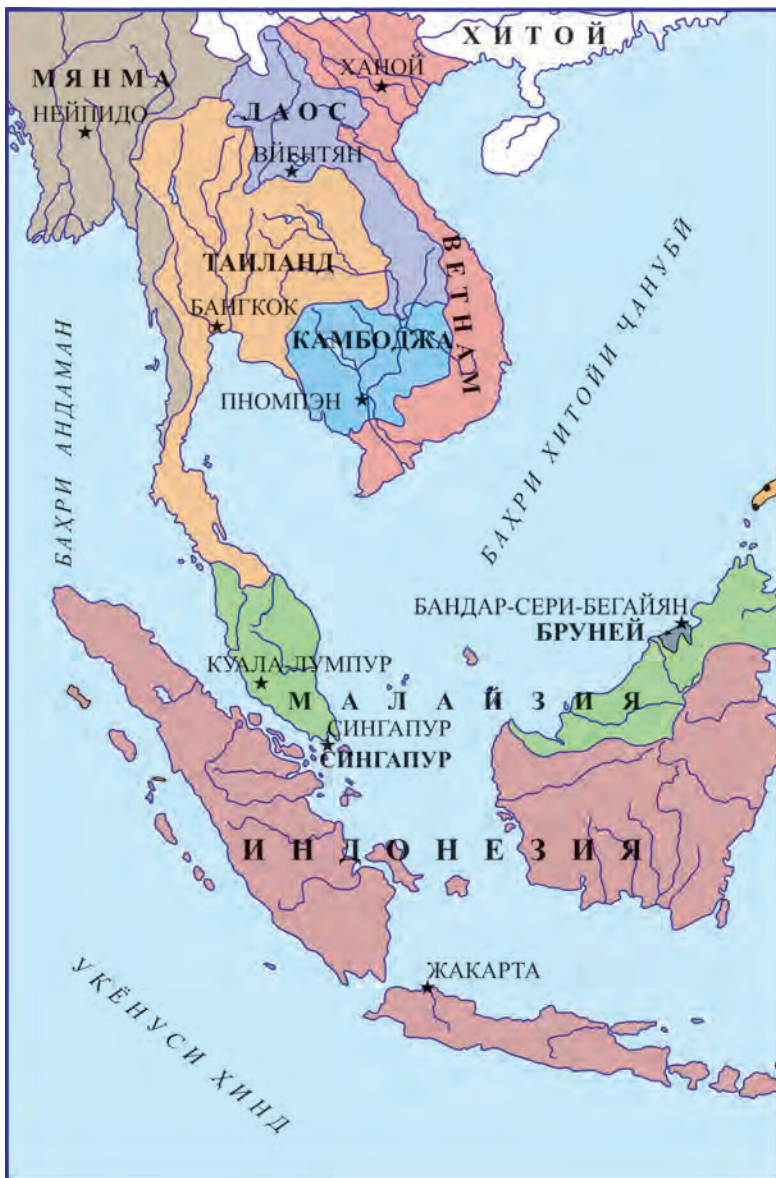 ХИТОЙ
ХАНОЙ
МЯНМА
НЕЙПИДО
ЛАОС
ВЙЕНТЯН
ВЕТНАМ
ТАИЛАНД
БАНГКОК
КАМБОДЖА
ПНОМПЭН
БАҲРИ АНДАМАН
БАҲРИ ХИТОЙИ ҶАНУБӢ
БАНДАР-СЕРИ-БЕГАЙЯН
БРУНЕЙ
КУАЛА-ЛУМПУР
МАЛАЙЗИЯ
СИНГАПУР
СИНГАПУР
ИНДОНЕЗИЯ
ЖАКАРТА
УКЁНУСИ ҲИНД